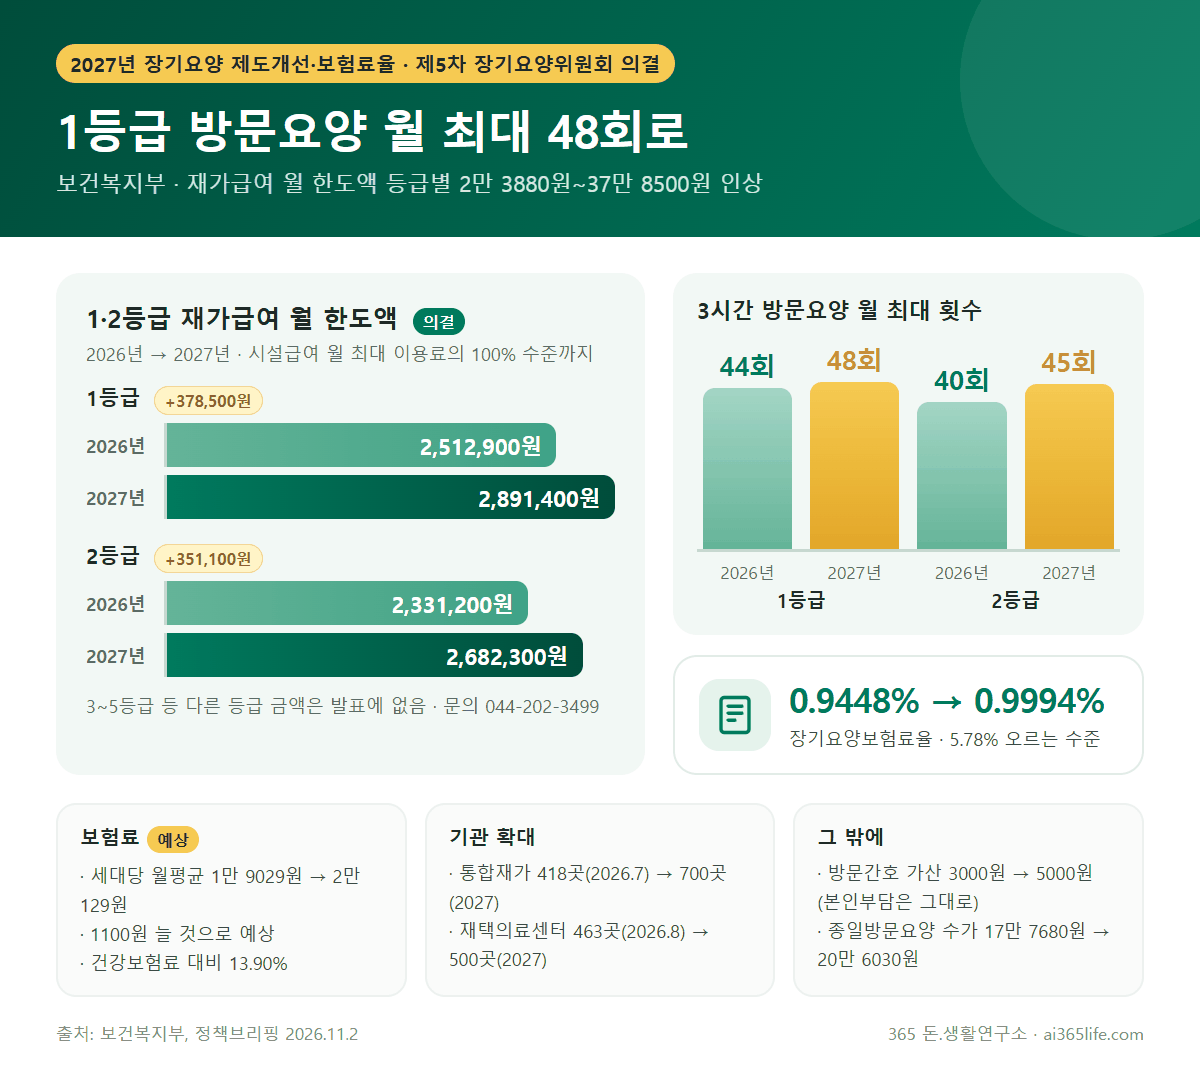 2027년 장기요양 제도개선·보험료율 · 제5차 장기요양위원회 의결
1등급 방문요양 월 최대 48회로
보건복지부 · 재가급여 월 한도액 등급별 2만 3880원~37만 8500원 인상
1·2등급 재가급여 월 한도액 의결
2026년 → 2027년 · 시설급여 월 최대 이용료의 100% 수준까지
1등급 +378,500원
2026년 2,512,900원
2027년 2,891,400원
2등급 +351,100원
2026년 2,331,200원
2027년 2,682,300원
3~5등급 등 다른 등급 금액은 발표에 없음 · 문의 044-202-3499
3시간 방문요양 월 최대 횟수
44회 48회 40회 45회
2026년 2027년 2026년 2027년
1등급 2등급
0.9448% → 0.9994%
장기요양보험료율 · 5.78% 오르는 수준
보험료 예상
· 세대당 월평균 1만 9029원 → 2만
129원
· 1100원 늘 것으로 예상
· 건강보험료 대비 13.90%
기관 확대
· 통합재가 418곳(2026.7) → 700곳
(2027)
· 재택의료센터 463곳(2026.8) →
500곳(2027)
그 밖에
· 방문간호 가산 3000원 → 5000원
(본인부담은 그대로)
· 종일방문요양 수가 17만 7680원 →
20만 6030원
출처: 보건복지부, 정책브리핑 2026.11.2
365 돈.생활연구소 · ai365life.com